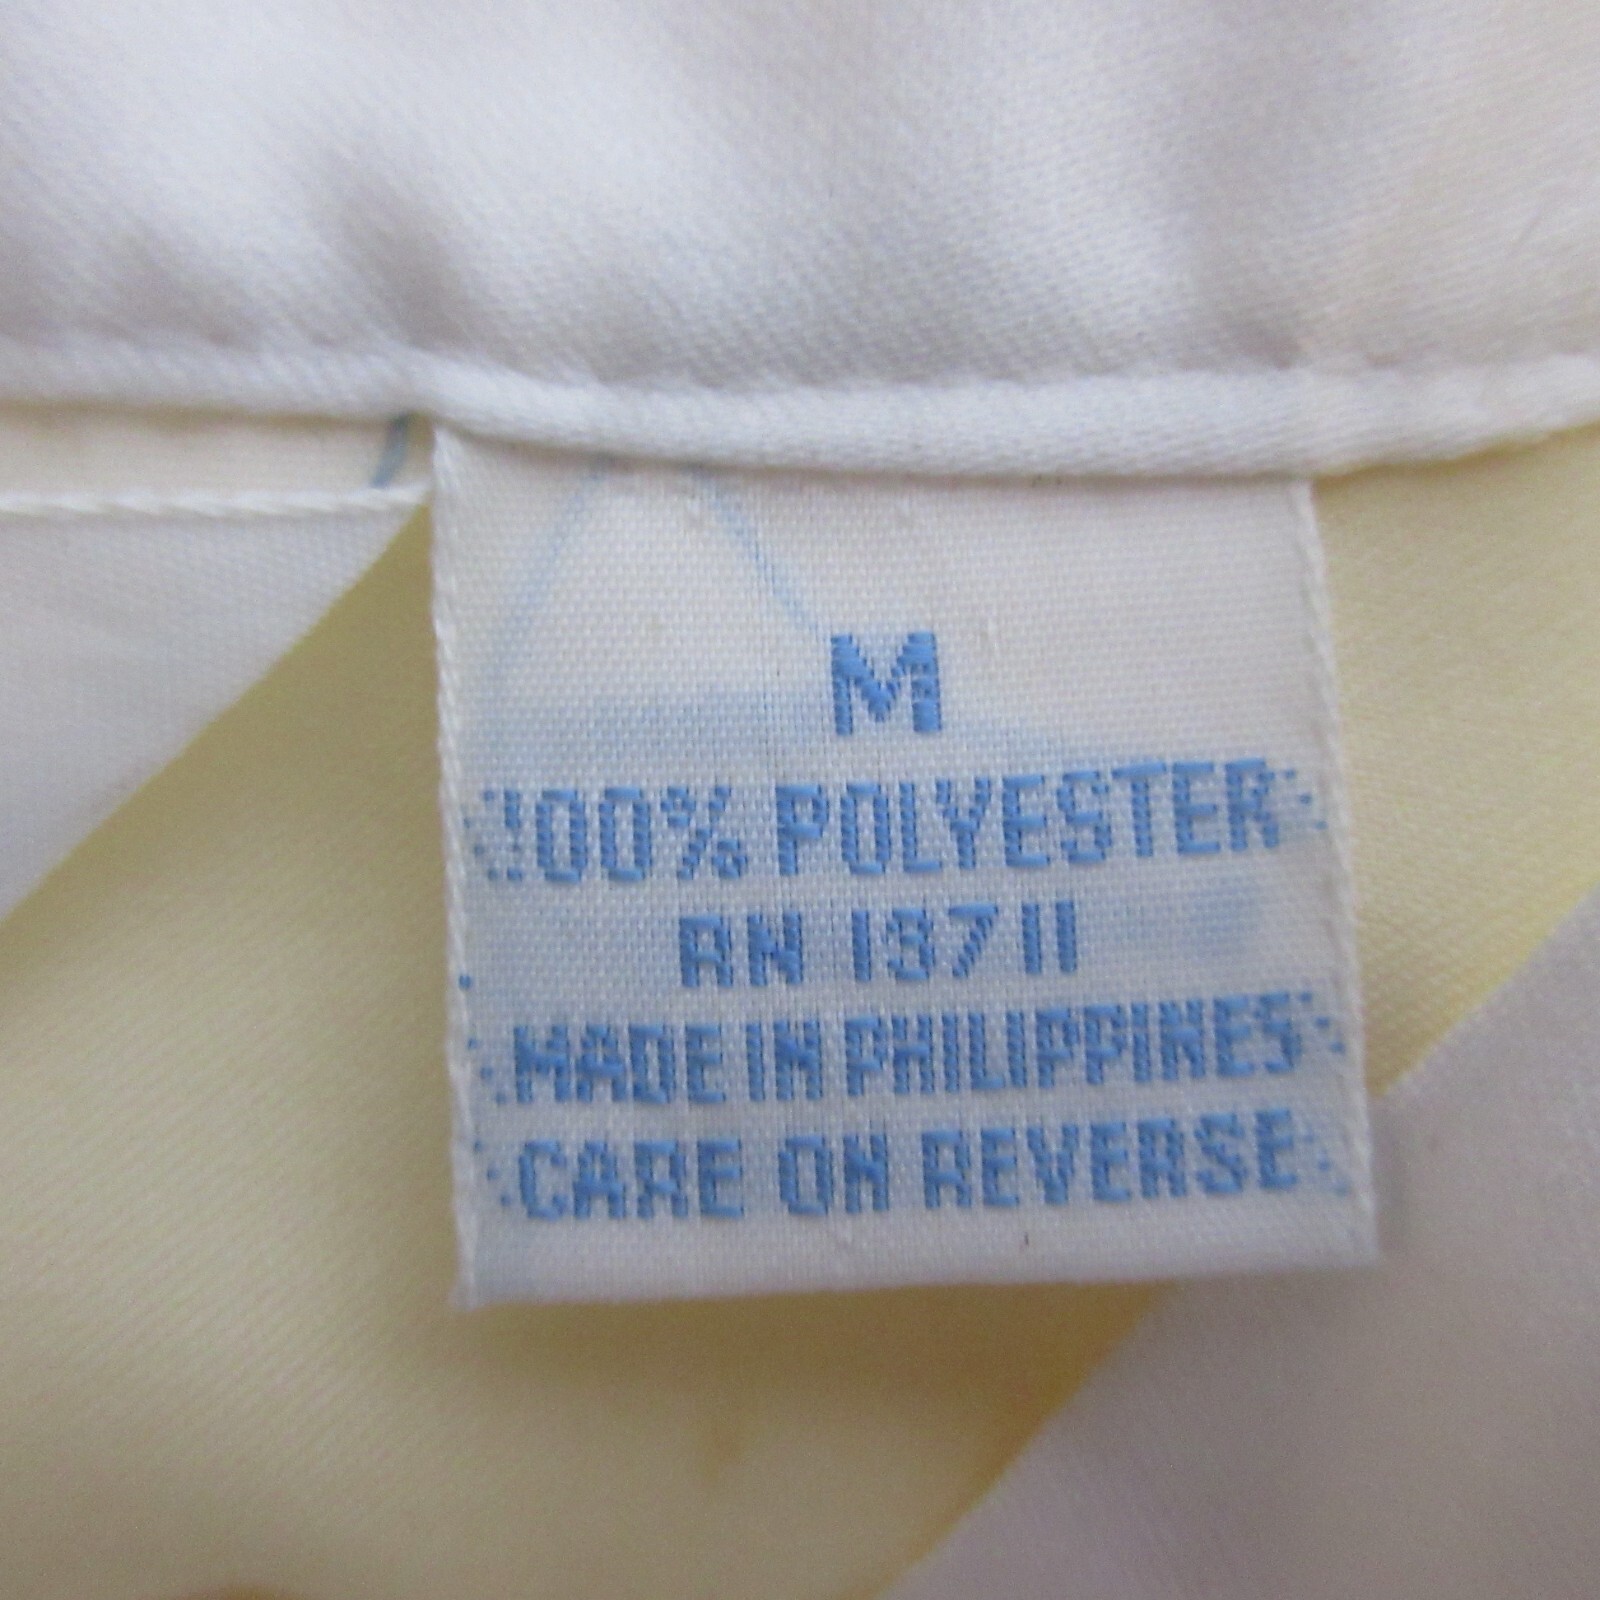 M
100% POLYESTER
RN 13711
MADE IN PHILIPPINES
CARE ON REVERSE